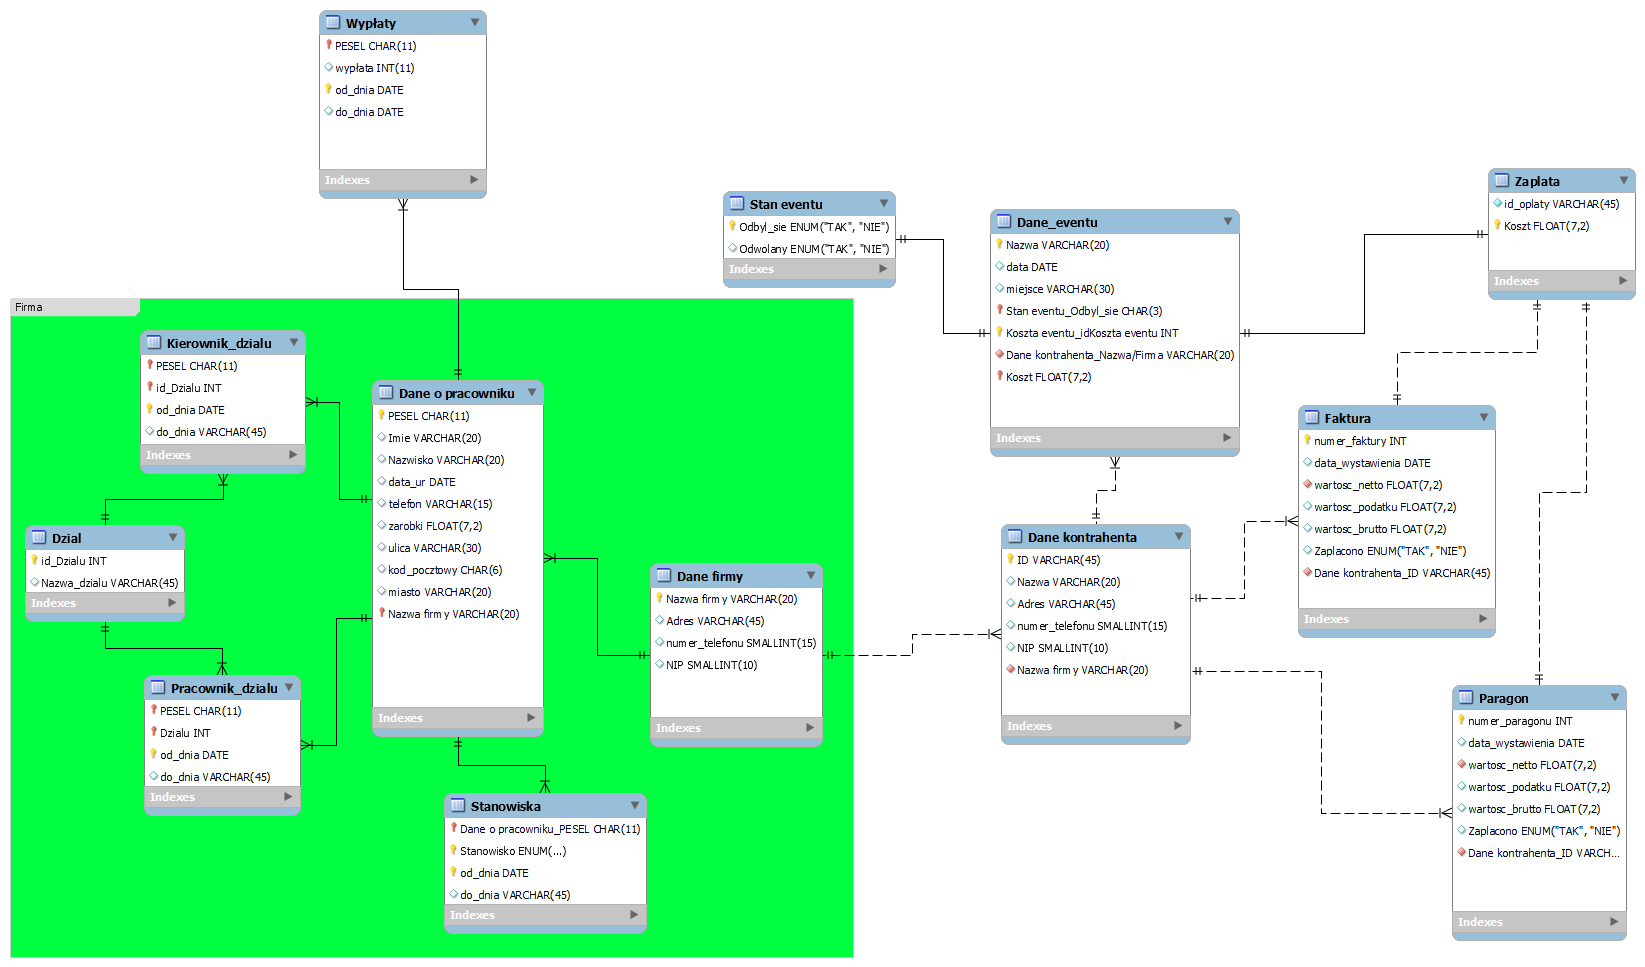 Wypłaty
PESEL CHAR(11)
wypłata INT(11)
od_dnia DATE
do_dnia DATE
Indexes
Stan eventu
Odbyl_sie ENUM("TAK", "NIE")
Odwolany ENUM("TAK", "NIE")
Indexes
Dane_eventu
Nazwa VARCHAR(20)
data DATE
miejsce VARCHAR(30)
Stan eventu_Odbyl_sie CHAR(3)
Koszta eventu_idKoszta eventu INT
Dane kontrahenta_Nazwa/Firma VARCHAR(20)
Koszt FLOAT(7,2)
Indexes
Zaplata
id_oplaty VARCHAR(45)
Koszt FLOAT(7,2)
Indexes
Firma
Kierownik_dzialu
PESEL CHAR(11)
id_Dzialu INT
od_dnia DATE
do_dnia VARCHAR(45)
Indexes
Dane o pracowniku
PESEL CHAR(11)
Imie VARCHAR(20)
Nazwisko VARCHAR(20)
data_ur DATE
telefon VARCHAR(15)
zarobki FLOAT(7,2)
ulica VARCHAR(30)
kod_pocztowy CHAR(6)
miasto VARCHAR(20)
Nazwa firmy VARCHAR(20)
Indexes
Dzial
id_Dzialu INT
Nazwa_dzialu VARCHAR(45)
Indexes
Pracownik_dzialu
PESEL CHAR(11)
Dzialu INT
od_dnia DATE
do_dnia VARCHAR(45)
Indexes
Stanowiska
Dane o pracowniku_PESEL CHAR(11)
Stanowisko ENUM(...)
od_dnia DATE
do_dnia VARCHAR(45)
Indexes
Dane firmy
Nazwa firmy VARCHAR(20)
Adres VARCHAR(45)
numer_telefonu SMALLINT(15)
NIP SMALLINT(10)
Indexes
Dane kontrahenta
ID VARCHAR(45)
Nazwa VARCHAR(20)
Adres VARCHAR(45)
numer_telefonu SMALLINT(15)
NIP SMALLINT(10)
Nazwa firmy VARCHAR(20)
Indexes
Faktura
numer_faktury INT
data_wystawienia DATE
wartosc_netto FLOAT(7,2)
wartosc_podatku FLOAT(7,2)
wartosc_brutto FLOAT(7,2)
Zaplacono ENUM("TAK", "NIE")
Dane kontrahenta_ID VARCHAR(45)
Indexes
Paragon
numer_paragonu INT
data_wystawienia DATE
wartosc_netto FLOAT(7,2)
wartosc_podatku FLOAT(7,2)
wartosc_brutto FLOAT(7,2)
Zaplacono ENUM("TAK", "NIE")
Dane kontrahenta_ID VARCH...
Indexes